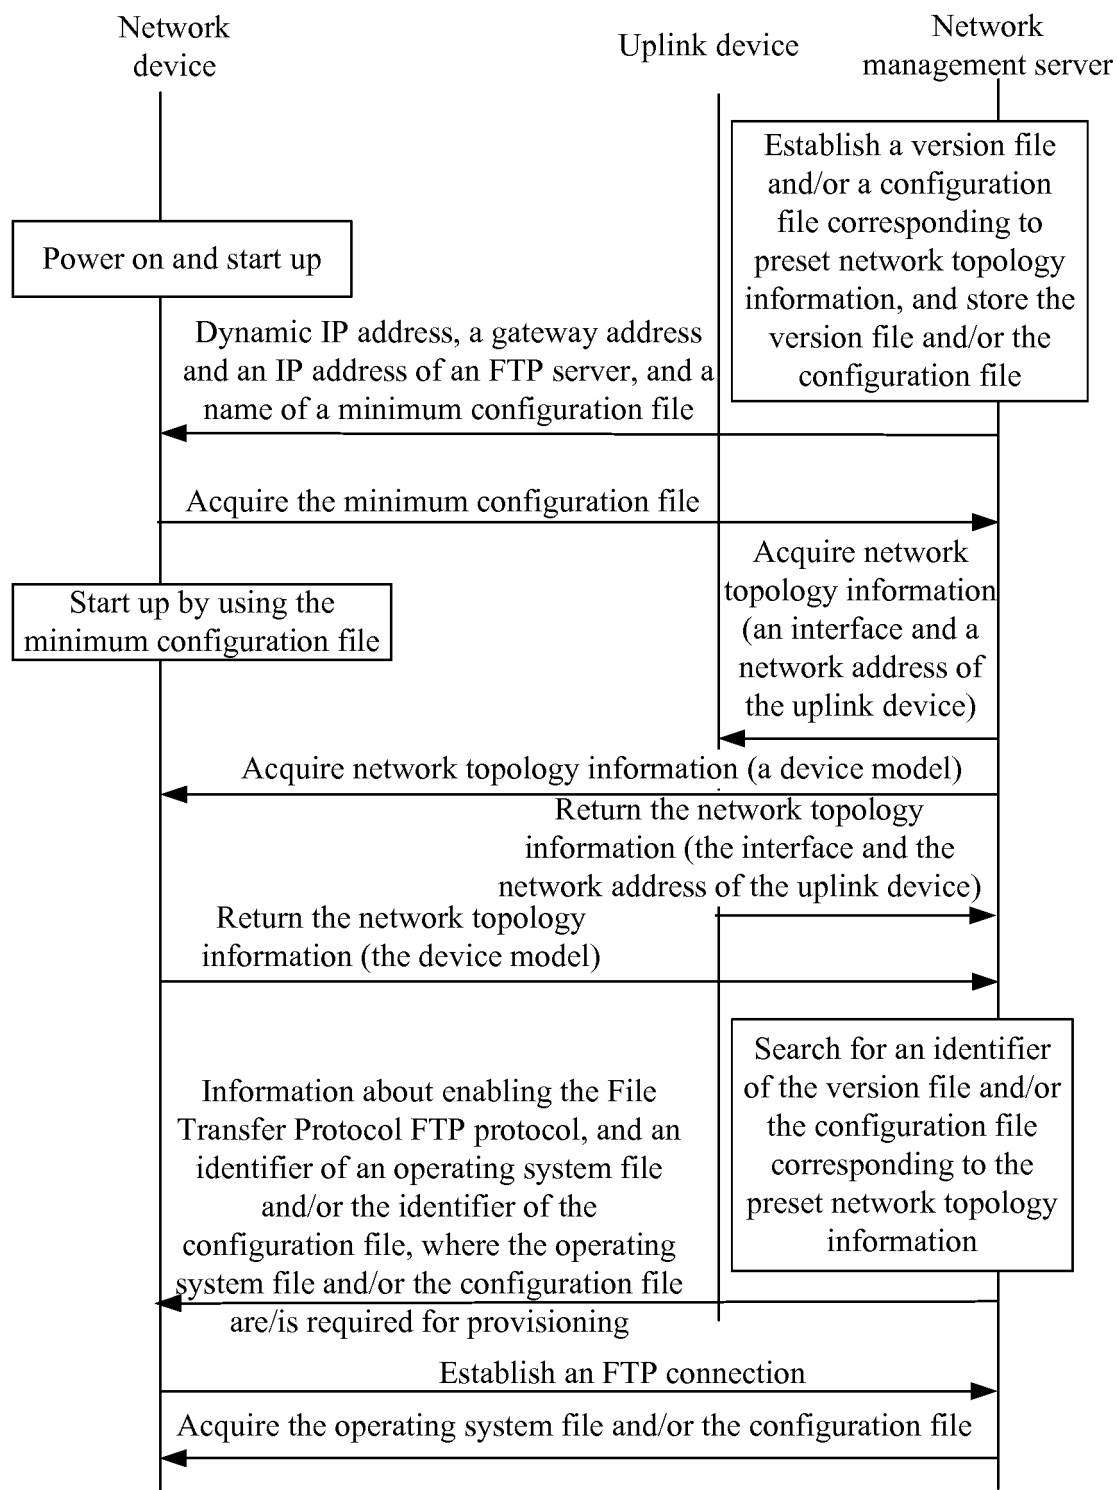 Network
device
Uplink device
Network
management server
Establish a version file
and/or a configuration
file corresponding to
preset network topology
information, and store the
version file and/or the
configuration file
Power on and start up
Dynamic IP address, a gateway address
and an IP address of an FTP server, and a
name of a minimum configuration file
Acquire the minimum configuration file
Start up by using the
minimum configuration file
Acquire network
topology information
(an interface and a
network address of
the uplink device)
Acquire network topology information (a device model)
Return the network topology
information (the interface and the
network address of the uplink device)
Return the network topology
information (the device model)
Search for an identifier
of the version file and/or
the configuration file
corresponding to the
preset network topology
information
Information about enabling the File
Transfer Protocol FTP protocol, and an
identifier of an operating system file
and/or the identifier of the
configuration file, where the operating
system file and/or the configuration file
are/is required for provisioning
Establish an FTP connection
Acquire the operating system file and/or the configuration file